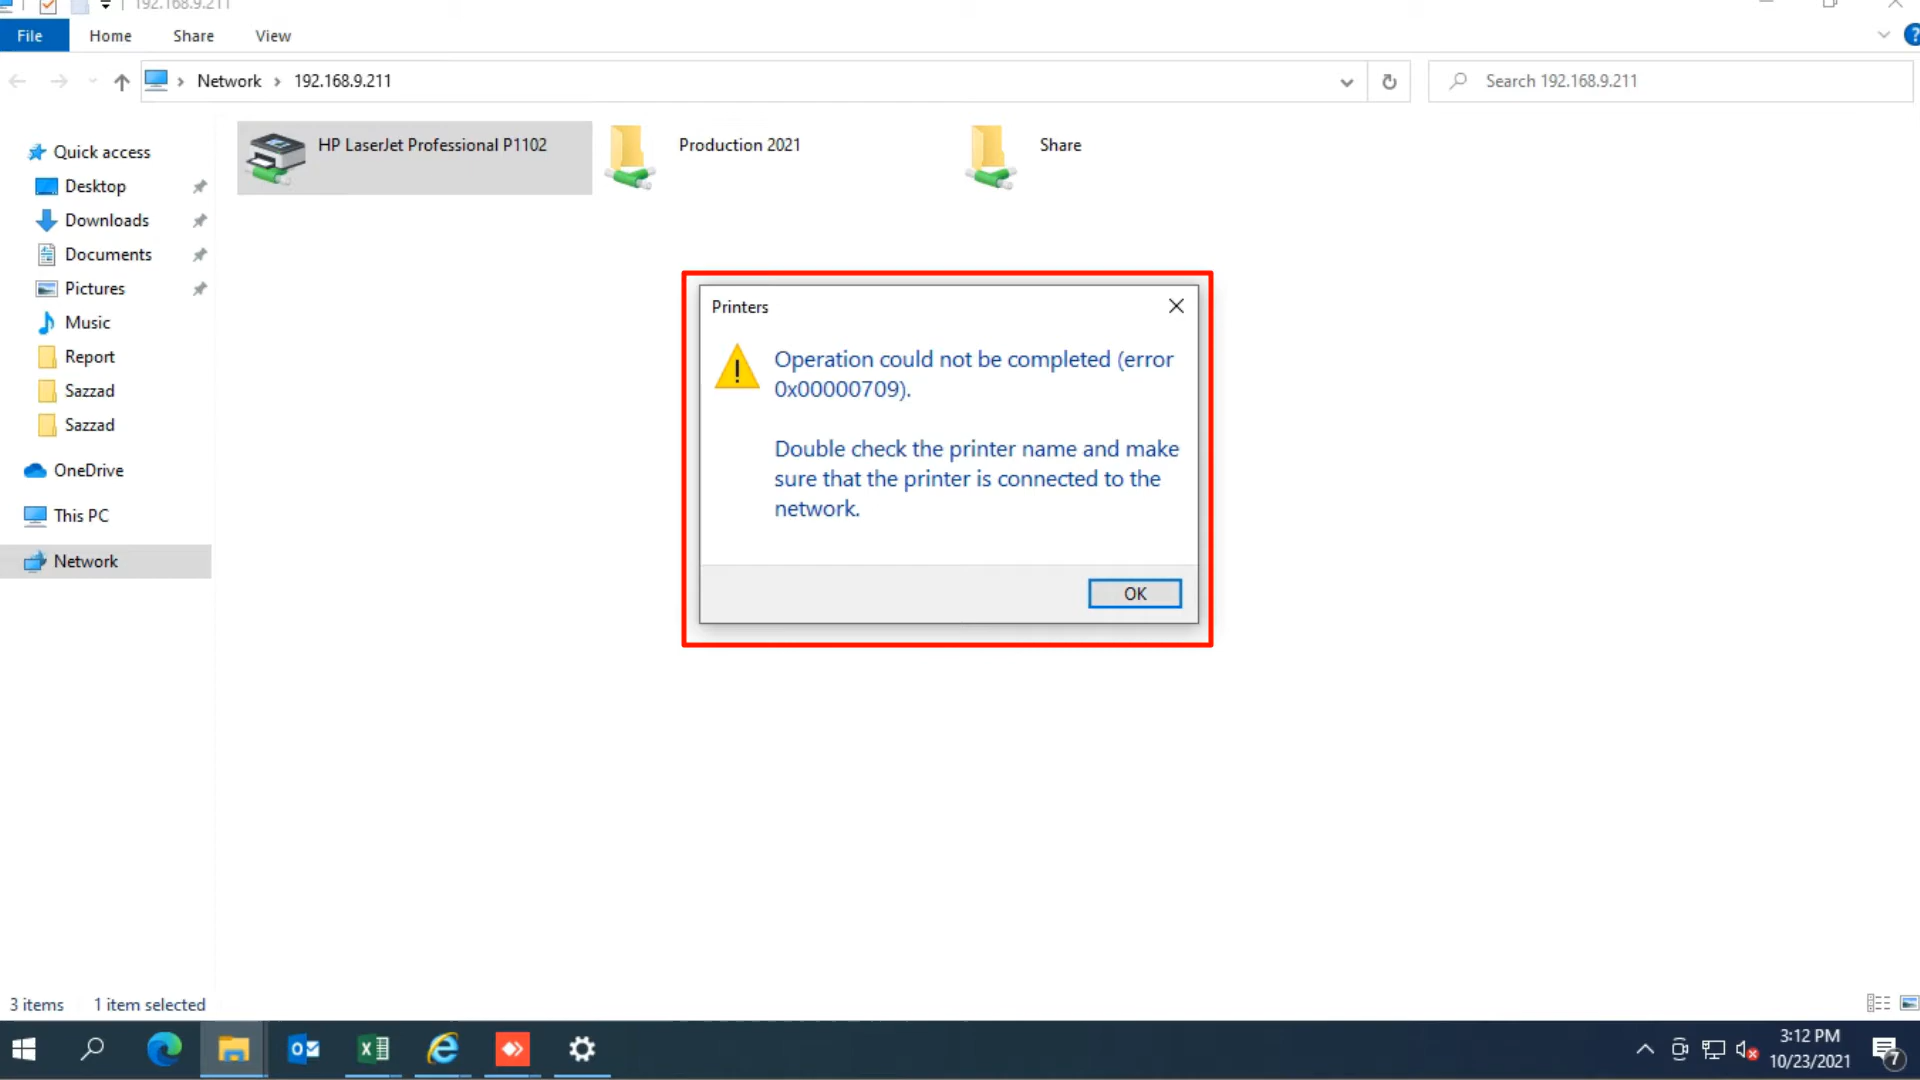 192.168.9.211
File Home Share View
Network 192.168.9.211
Search 192.168.9.211
Quick access
Desktop
Downloads
Documents
Pictures
Music
Report
Sazzad
Sazzad
OneDrive
This PC
Network
HP LaserJet Professional P1102
Production 2021
Share
Printers
Operation could not be completed (error
0x00000709).
Double check the printer name and make
sure that the printer is connected to the
network.
OK
3 items 1 item selected
3:12 PM
10/23/2021
7